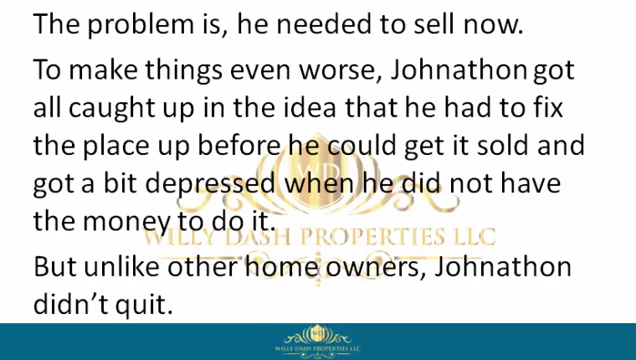 The problem is, he needed to sell now.
To make things even worse, Johnathon got
all caught up in the idea that he had to fix
the place up before he could get it sold and
got a bit depressed when he did not have
the money to do it.
But unlike other home owners, Johnathon
didn’t quit.
WILLY DASH PROPERTIES LLC
WILLY DASH PROPERTIES LLC